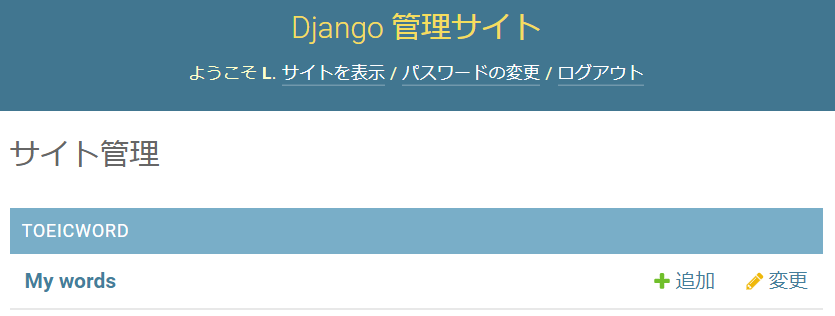 Django 管理サイト
ようこそ L. サイトを表示 / パスワードの変更 / ログアウト
サイト管理
TOEICWORD
My words 追加 変更